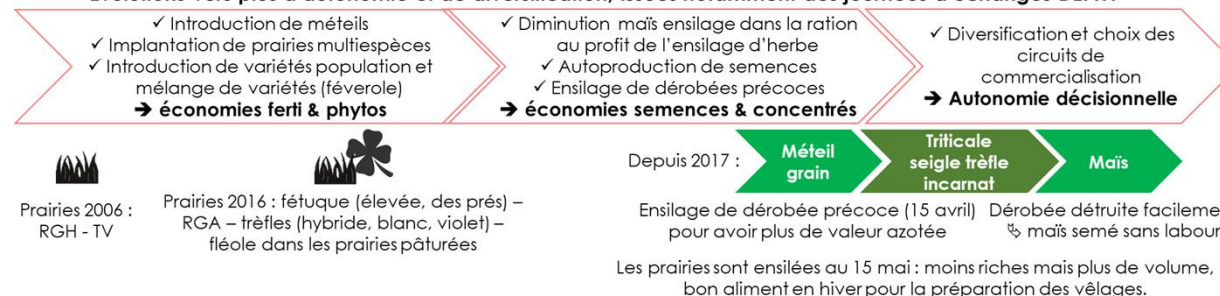 ✓ Introduction de méteils
✓ Implantation de prairies multiespèces
✓ Introduction de variétés population et
mélange de variétés (féverole)
➔ économies ferti & phytos
✓ Diminution maïs ensilage dans la ration
au profit de l'ensilage d'herbe
✓ Autoproduction de semences
✓ Ensilage de dérobées précoces
➔ économies semences & concentrés
✓ Diversification et choix des
circuits de
commercialisation
➔ Autonomie décisionnelle
Prairies 2006 :
RGH - TV
Prairies 2016 : fétuque (élevée, des prés) –
RGA – trèfles (hybride, blanc, violet) –
fléole dans les prairies pâturées
Depuis 2017 :
Méteil
grain
Triticale
seigle trèfle
incarnat
Maïs
Ensilage de dérobée précoce (15 avril)
pour avoir plus de valeur azotée
Dérobée détruite facileme
↳ maïs semé sans labour
Les prairies sont ensilées au 15 mai : moins riches mais plus de volume,
bon aliment en hiver pour la préparation des vêlages.